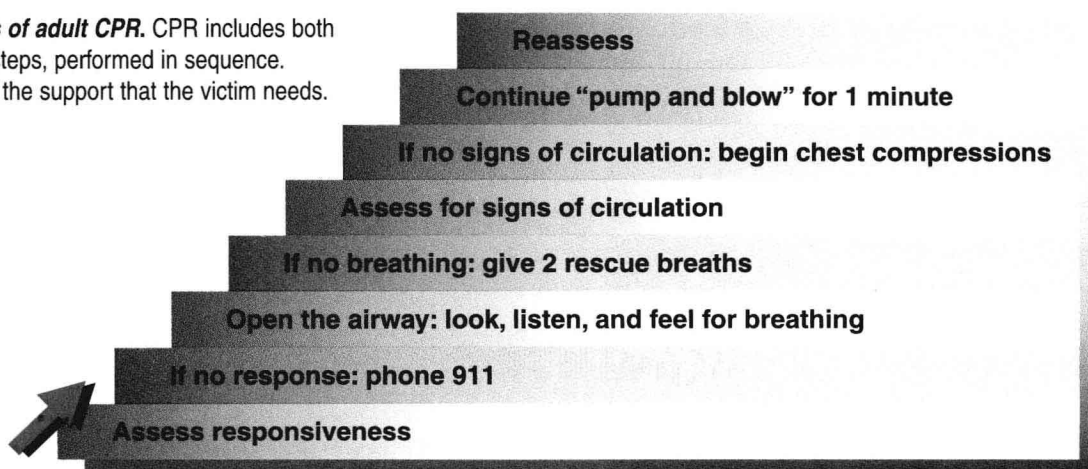 of adult CPR. CPR includes both
teps, performed in sequence.
the support that the victim needs.
Reassess
Continue “pump and blow” for 1 minute
If no signs of circulation: begin chest compressions
Assess for signs of circulation
If no breathing: give 2 rescue breaths
Open the airway: look, listen, and feel for breathing
If no response: phone 911
Assess responsiveness